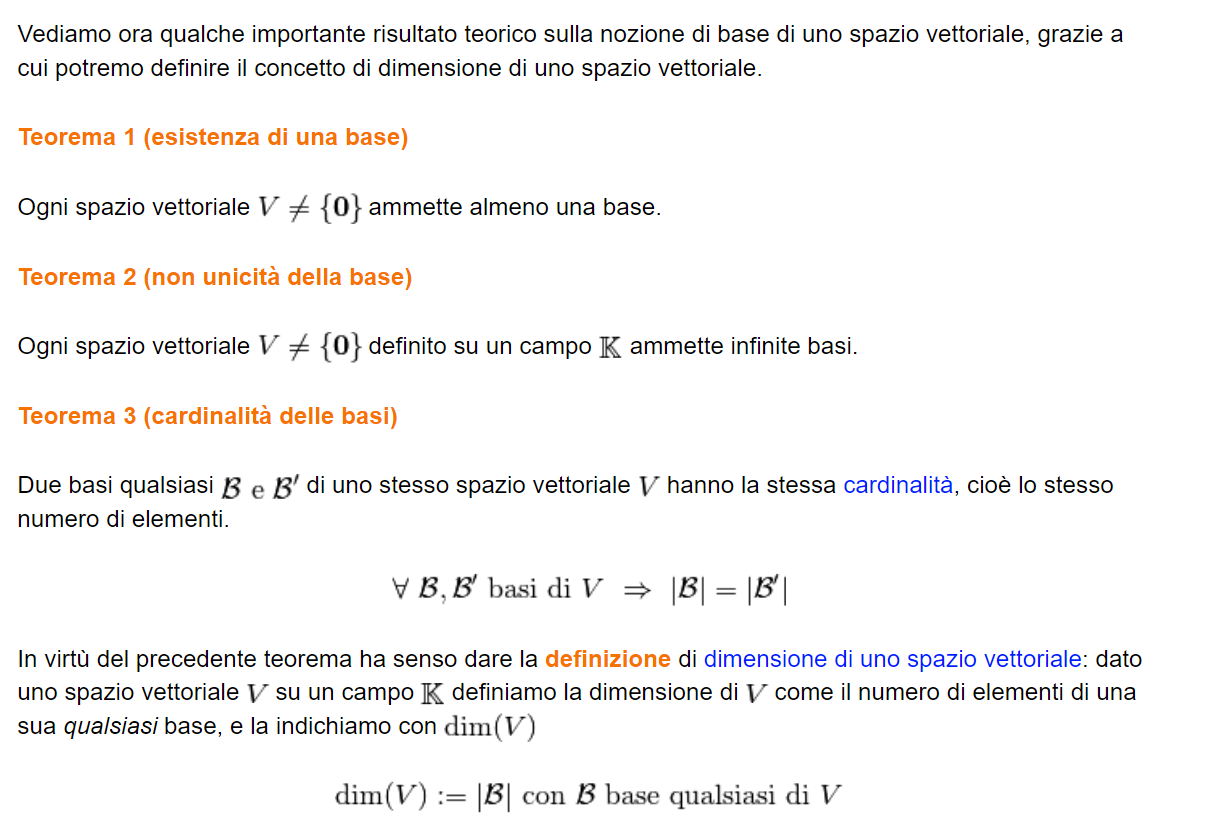 Vediamo ora qualche importante risultato teorico sulla nozione di base di uno spazio vettoriale, grazie a
cui potremo definire il concetto di dimensione di uno spazio vettoriale.
Teorema 1 (esistenza di una base)
Ogni spazio vettoriale V ≠ {0} ammette almeno una base.
Teorema 2 (non unicità della base)
Ogni spazio vettoriale V ≠ {0} definito su un campo 𝕂 ammette infinite basi.
Teorema 3 (cardinalità delle basi)
Due basi qualsiasi ℬ e ℬ′ di uno stesso spazio vettoriale V hanno la stessa cardinalità, cioè lo stesso
numero di elementi.
∀ ℬ, ℬ′ basi di V ⇒ |ℬ| = |ℬ′|
In virtù del precedente teorema ha senso dare la definizione di dimensione di uno spazio vettoriale: dato
uno spazio vettoriale V su un campo 𝕂 definiamo la dimensione di V come il numero di elementi di una
sua qualsiasi base, e la indichiamo con dim(V)
dim(V) := |ℬ| con ℬ base qualsiasi di V